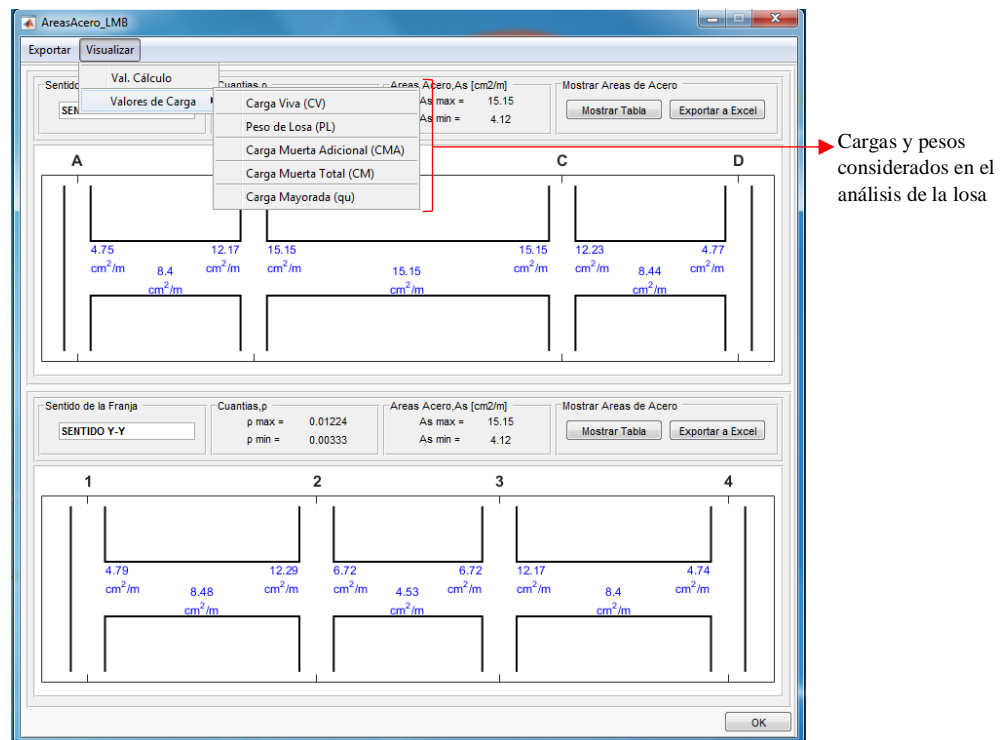 AreasAcero_LMB
Exportar Visualizar
Val. Cálculo
Valores de Carga
Carga Viva (CV)
Peso de Losa (PL)
Carga Muerta Adicional (CMA)
Carga Muerta Total (CM)
Carga Mayorada (qu)
Areas Acero,As [cm2/m]
As max = 15.15
As min = 4.12
Mostrar Areas de Acero
Mostrar Tabla Exportar a Excel
Cargas y pesos
considerados en el
análisis de la losa
A C D
4.75 12.17 15.15 15.15 12.23 4.77
cm²/m 8.4 cm²/m cm²/m 15.15 cm²/m cm²/m 8.44 cm²/m
cm²/m cm²/m cm²/m
Sentido de la Franja Cuantias,ρ Areas Acero,As [cm2/m] Mostrar Areas de Acero
SENTIDO Y-Y
ρ max = 0.01224 As max = 15.15
ρ min = 0.00333 As min = 4.12
Mostrar Tabla Exportar a Excel
1 2 3 4
4.79 12.29 6.72 6.72 12.17 4.74
cm²/m 8.48 cm²/m cm²/m 4.53 cm²/m cm²/m 8.4 cm²/m
cm²/m cm²/m cm²/m
OK